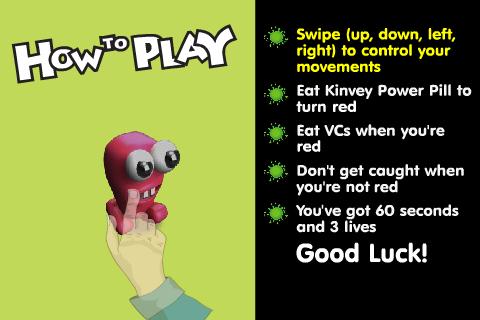 HOW TO PLAY
Swipe (up, down, left,
right) to control your
movements
Eat Kinvey Power Pill to
turn red
Eat VCs when you're
red
Don't get caught when
you're not red
You've got 60 seconds
and 3 lives
Good Luck!